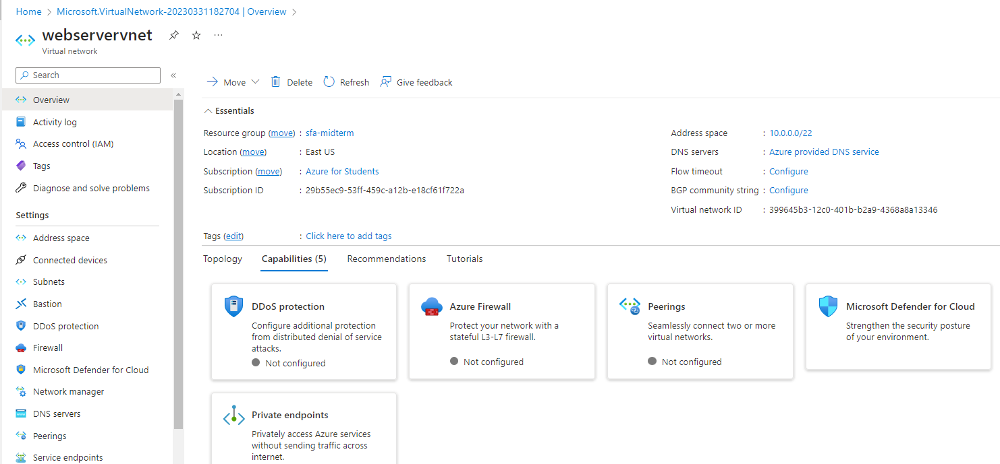 Home > Microsoft.VirtualNetwork-20230331182704 | Overview >
webservervnet
Virtual network
Search
«
Overview
Activity log
Access control (IAM)
Tags
Diagnose and solve problems
Settings
Address space
Connected devices
Subnets
Bastion
DDoS protection
Firewall
Microsoft Defender for Cloud
Network manager
DNS servers
Peerings
Service endpoints
Move
Delete
Refresh
Give feedback
Essentials
Resource group (move) : sfa-midterm
Location (move) : East US
Subscription (move) : Azure for Students
Subscription ID : 29b55ec9-53ff-459c-a12b-e18cf61f722a
Address space : 10.0.0.0/22
DNS servers : Azure provided DNS service
Flow timeout : Configure
BGP community string : Configure
Virtual network ID : 399645b3-12c0-401b-b2a9-4368a8a13346
Tags (edit) : Click here to add tags
Topology
Capabilities (5)
Recommendations
Tutorials
DDoS protection
Configure additional protection
from distributed denial of service
attacks.
Not configured
Azure Firewall
Protect your network with a
stateful L3-L7 firewall.
Not configured
Peerings
Seamlessly connect two or more
virtual networks.
Not configured
Microsoft Defender for Cloud
Strengthen the security posture
of your environment.
Private endpoints
Privately access Azure services
without sending traffic across
internet.